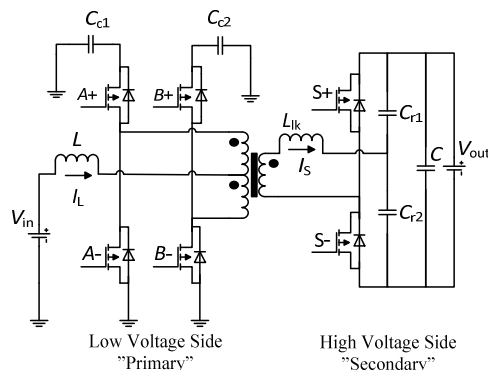 Cc1
Cc2
A+
B+
S+
L
Llk
Cr1
IL
IS
C
Vout
Vin
Cr2
A-
B-
S-
Low Voltage Side
"Primary"
High Voltage Side
"Secondary"